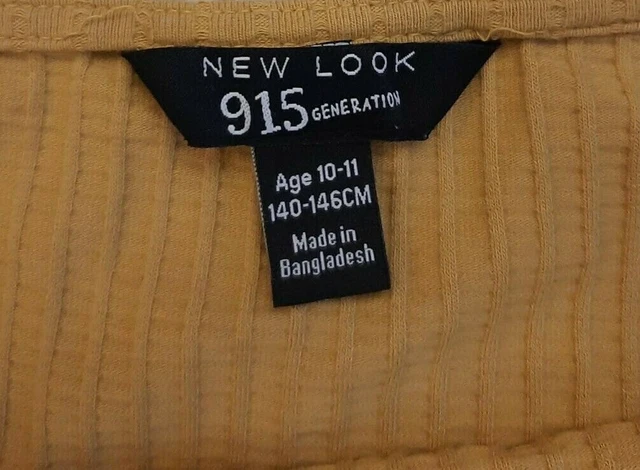 NEW LOOK
915 GENERATION
Age 10-11
140-146CM
Made in
Bangladesh